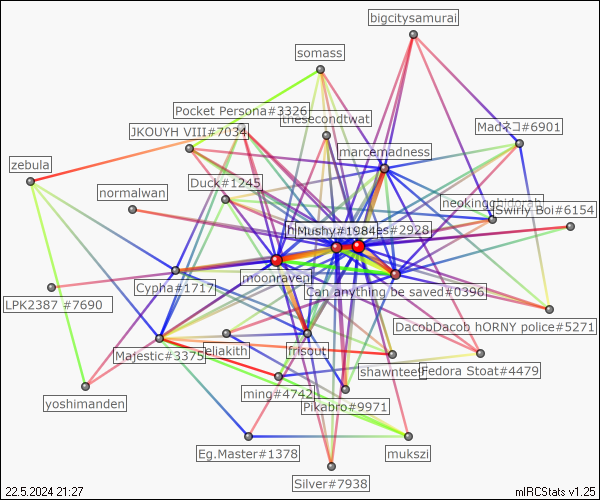 bigcitysamurai
somass
Pocket Persona#3326
thesecondtwat
Madネコ#6901
JKOUYH VIII#7034
marcemadness
zebula
Duck#1245
normalwan
Swirly Boi#6154
Mushy#1984
es#2928
moonraven
Cypha#1717
Can anything be saved#0396
LPK2387 #7690
DacobDacob hORNY police#5271
Majestic#3375
eliakith
frisout
Shawnteeh
Fedora Stoat#4479
ming#4742
yoshimanden
Pikabro#9971
Eg.Master#1378
mukszi
Silver#7938
22.5.2024 21:27
mIRCStats v1.25